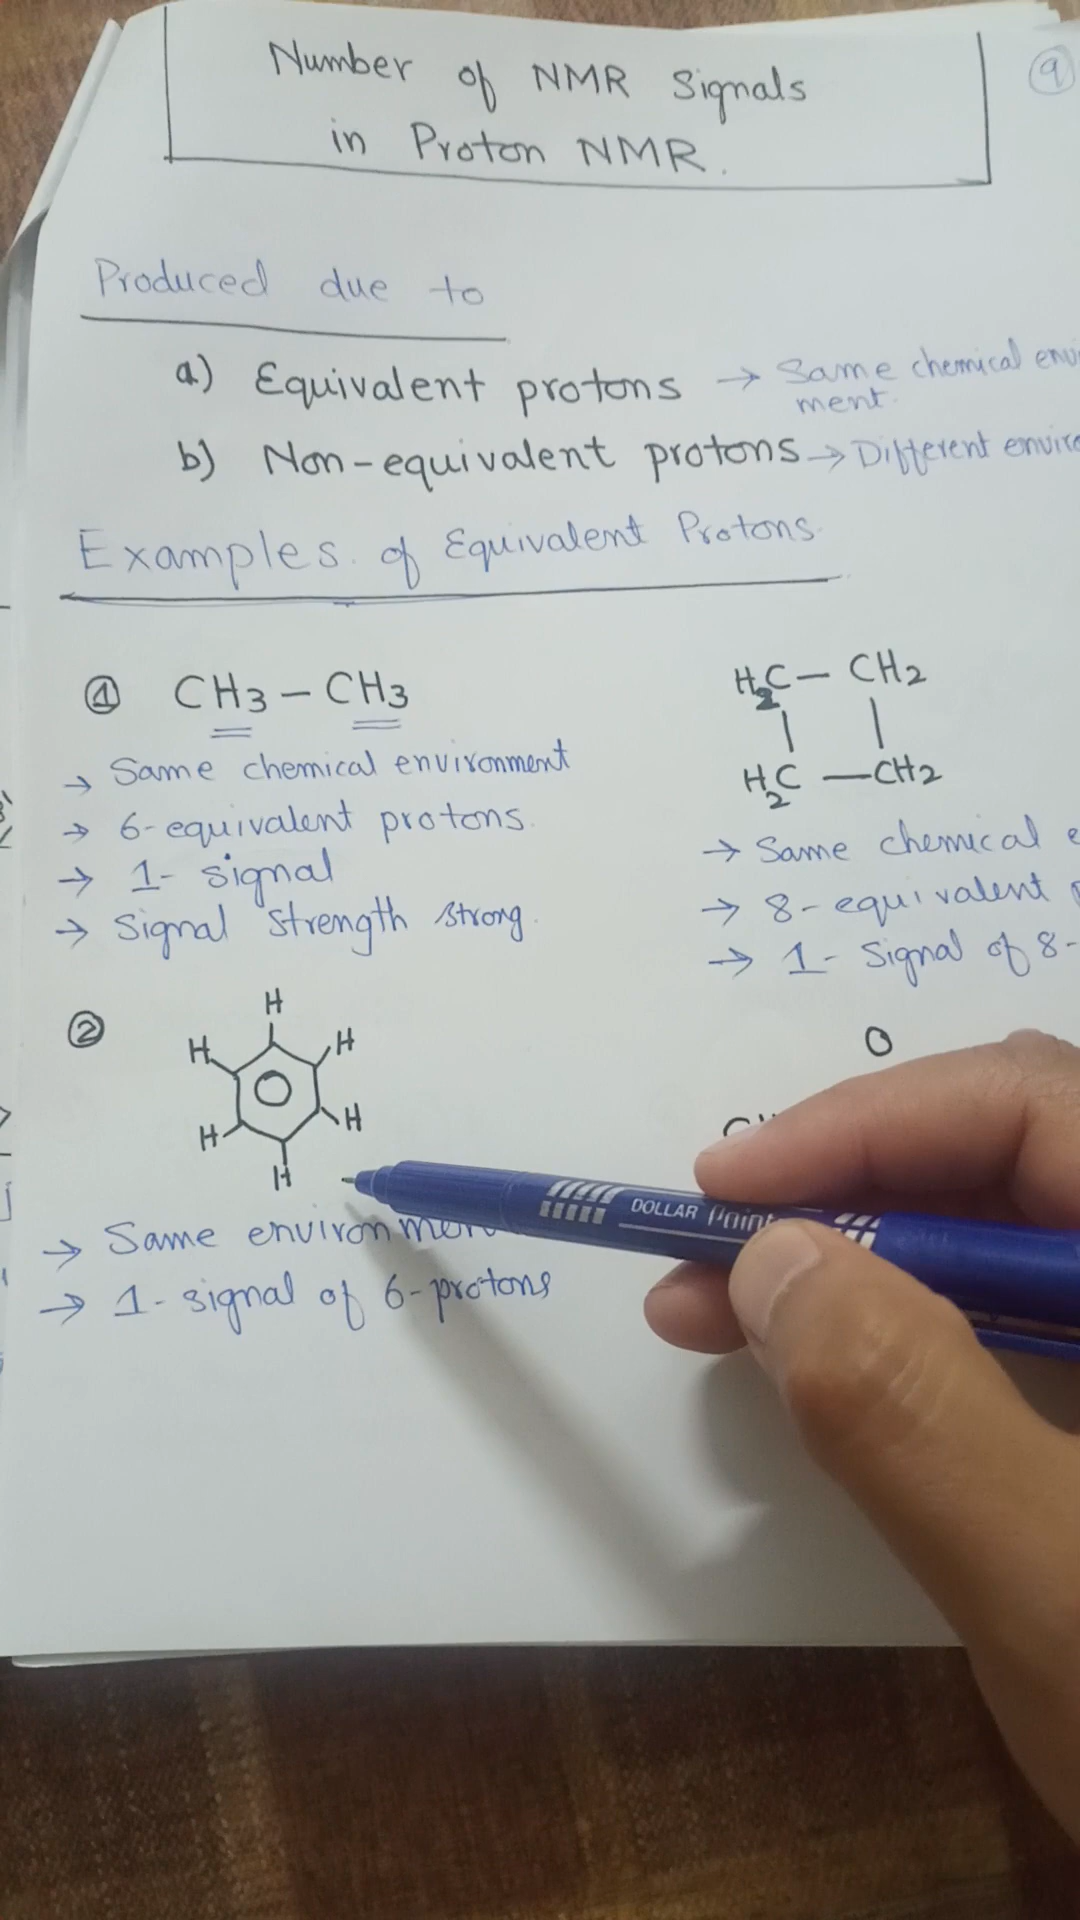 Number of NMR Signals
in Proton NMR.
9
Produced due to
a) Equivalent protons → Same chemical
ment.
b) Non-equivalent protons → Different
Examples of Equivalent Protons.
① CH3 – CH3
→ Same chemical environment
→ 6-equivalent protons.
→ 1- signal
→ Signal Strength strong.
H2C – CH2
H2C – CH2
→ Same chemical
→ 8-equivalent
→ 1- Signal of 8-
②
H
H H
H H
H
→ Same
→ 1-signal of 6-protons
O
DOLLAR Point